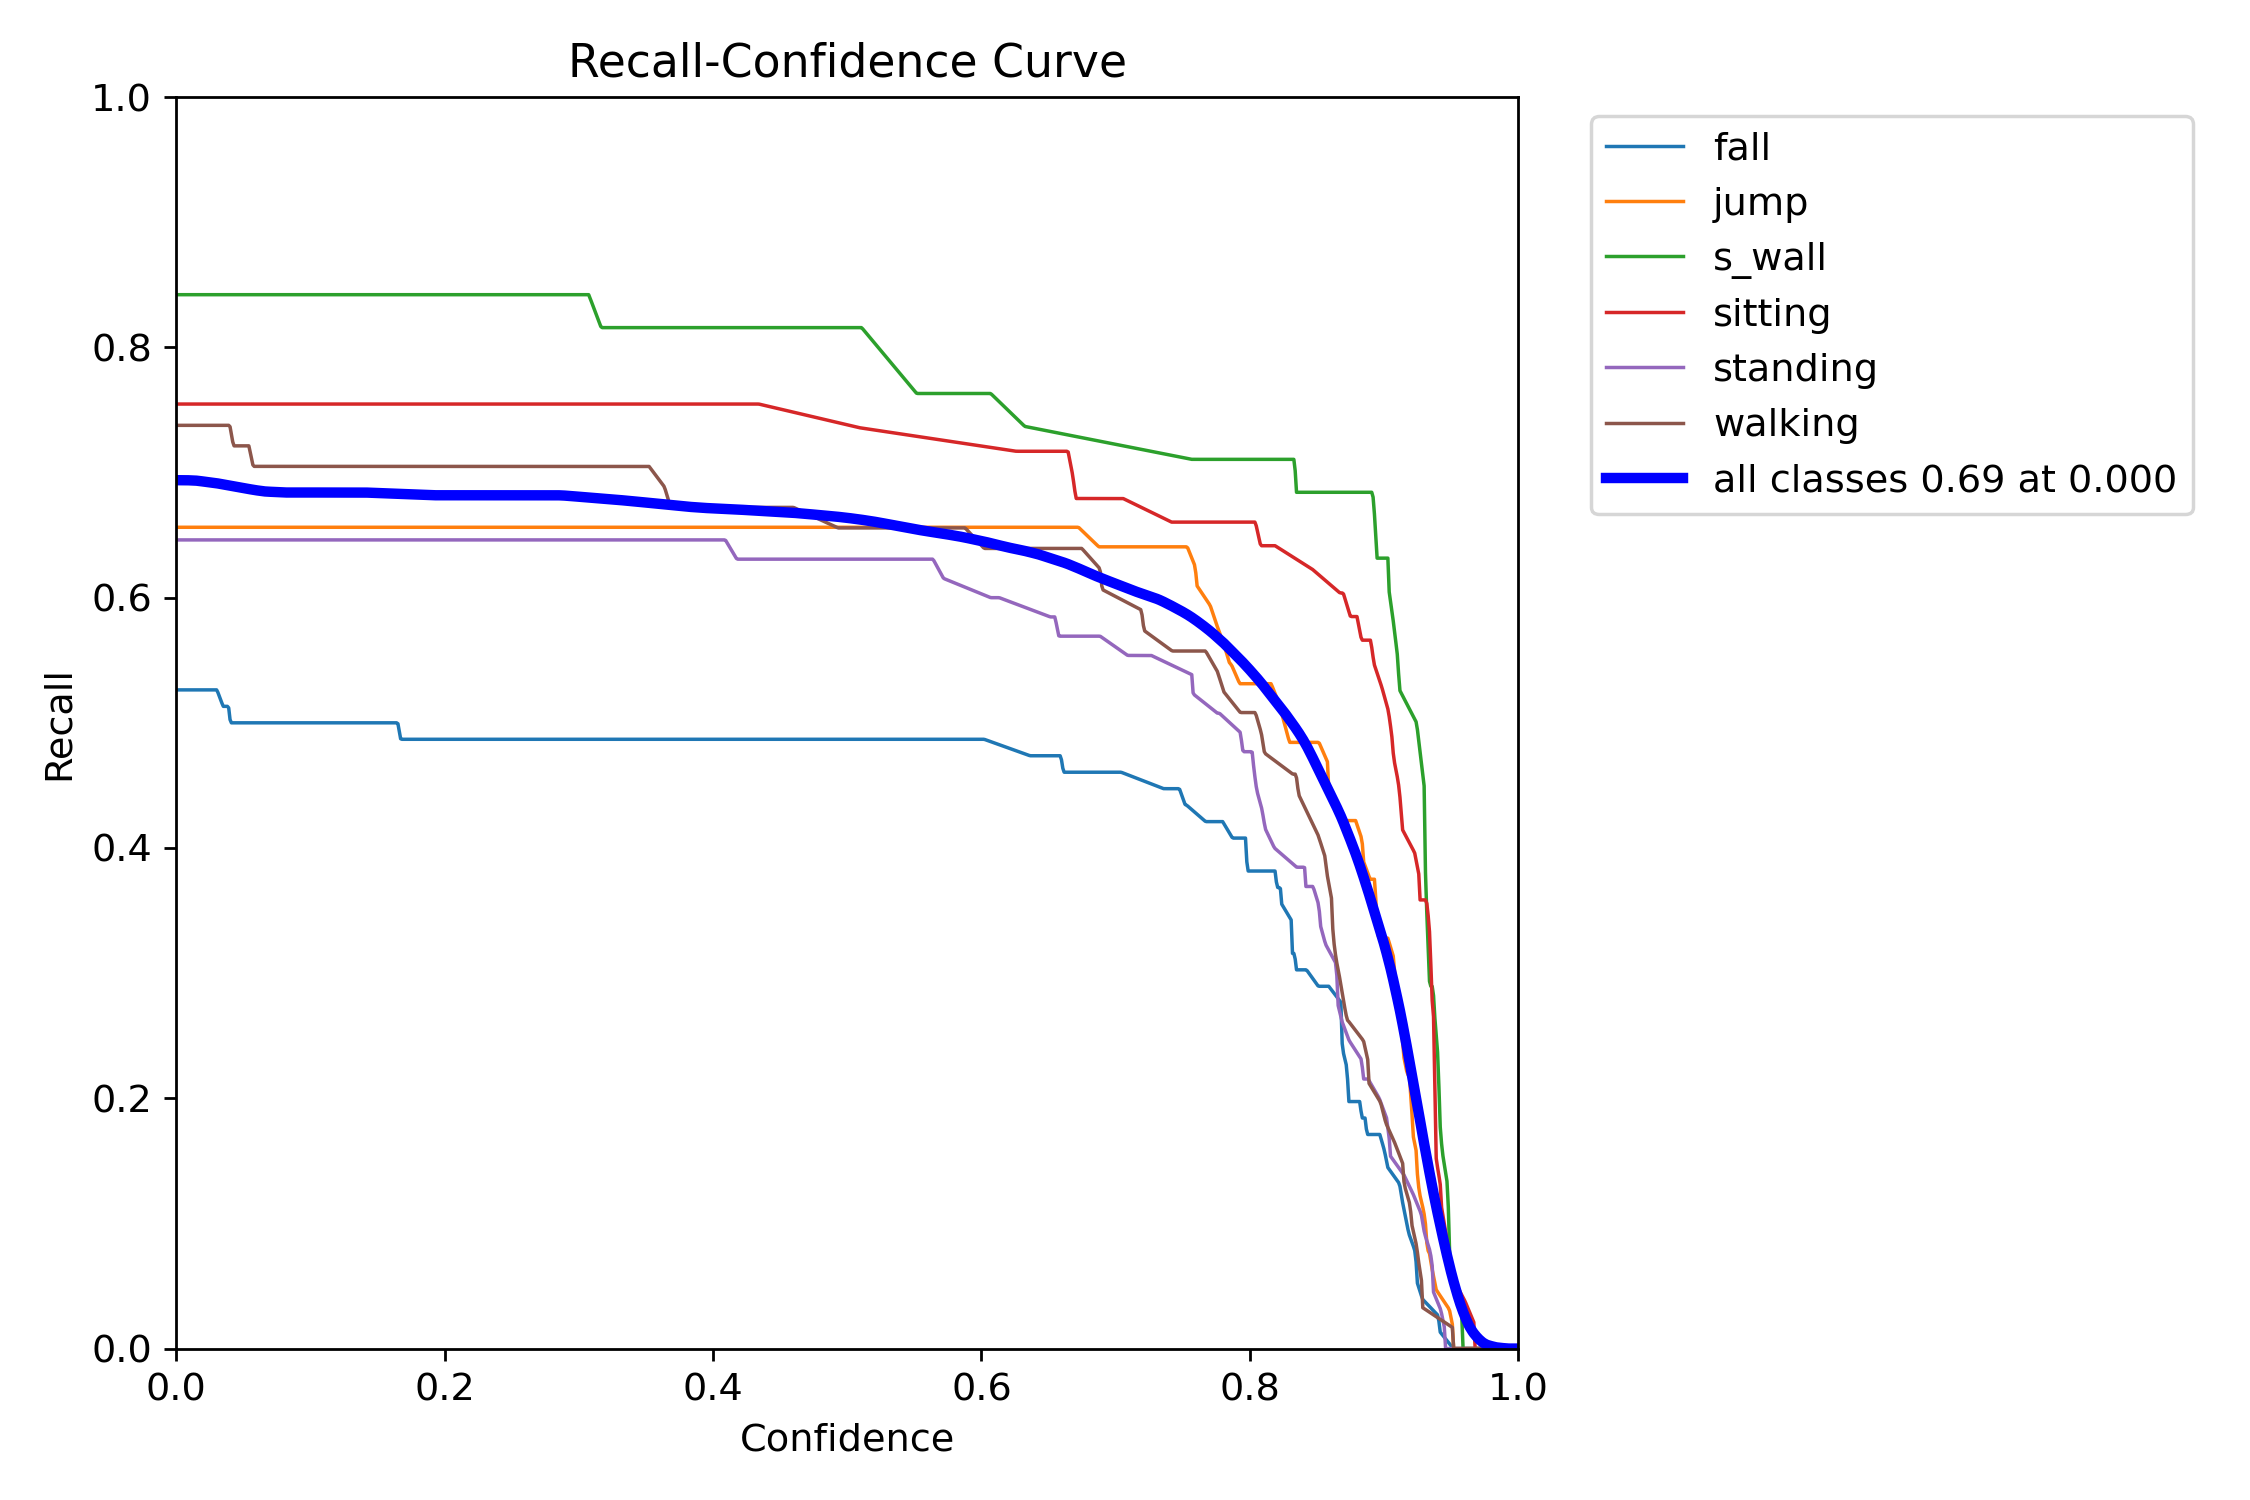 Recall-Confidence Curve
1.0
0.8
0.6
0.4
0.2
0.0
Recall
0.0 0.2 0.4 0.6 0.8 1.0
Confidence
fall
jump
s_wall
sitting
standing
walking
all classes 0.69 at 0.000